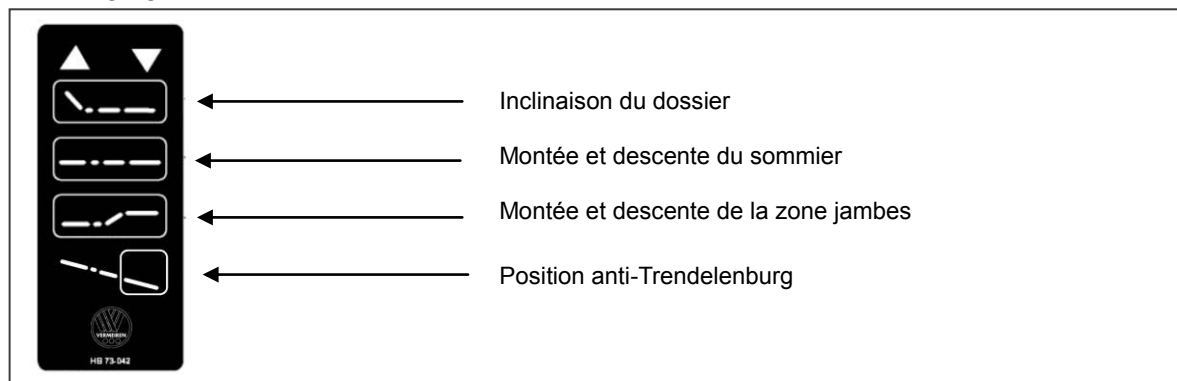 Inclinaison du dossier
Montée et descente du sommier
Montée et descente de la zone jambes
Position anti-Trendelenburg
VERMEIREN
HB 73-042